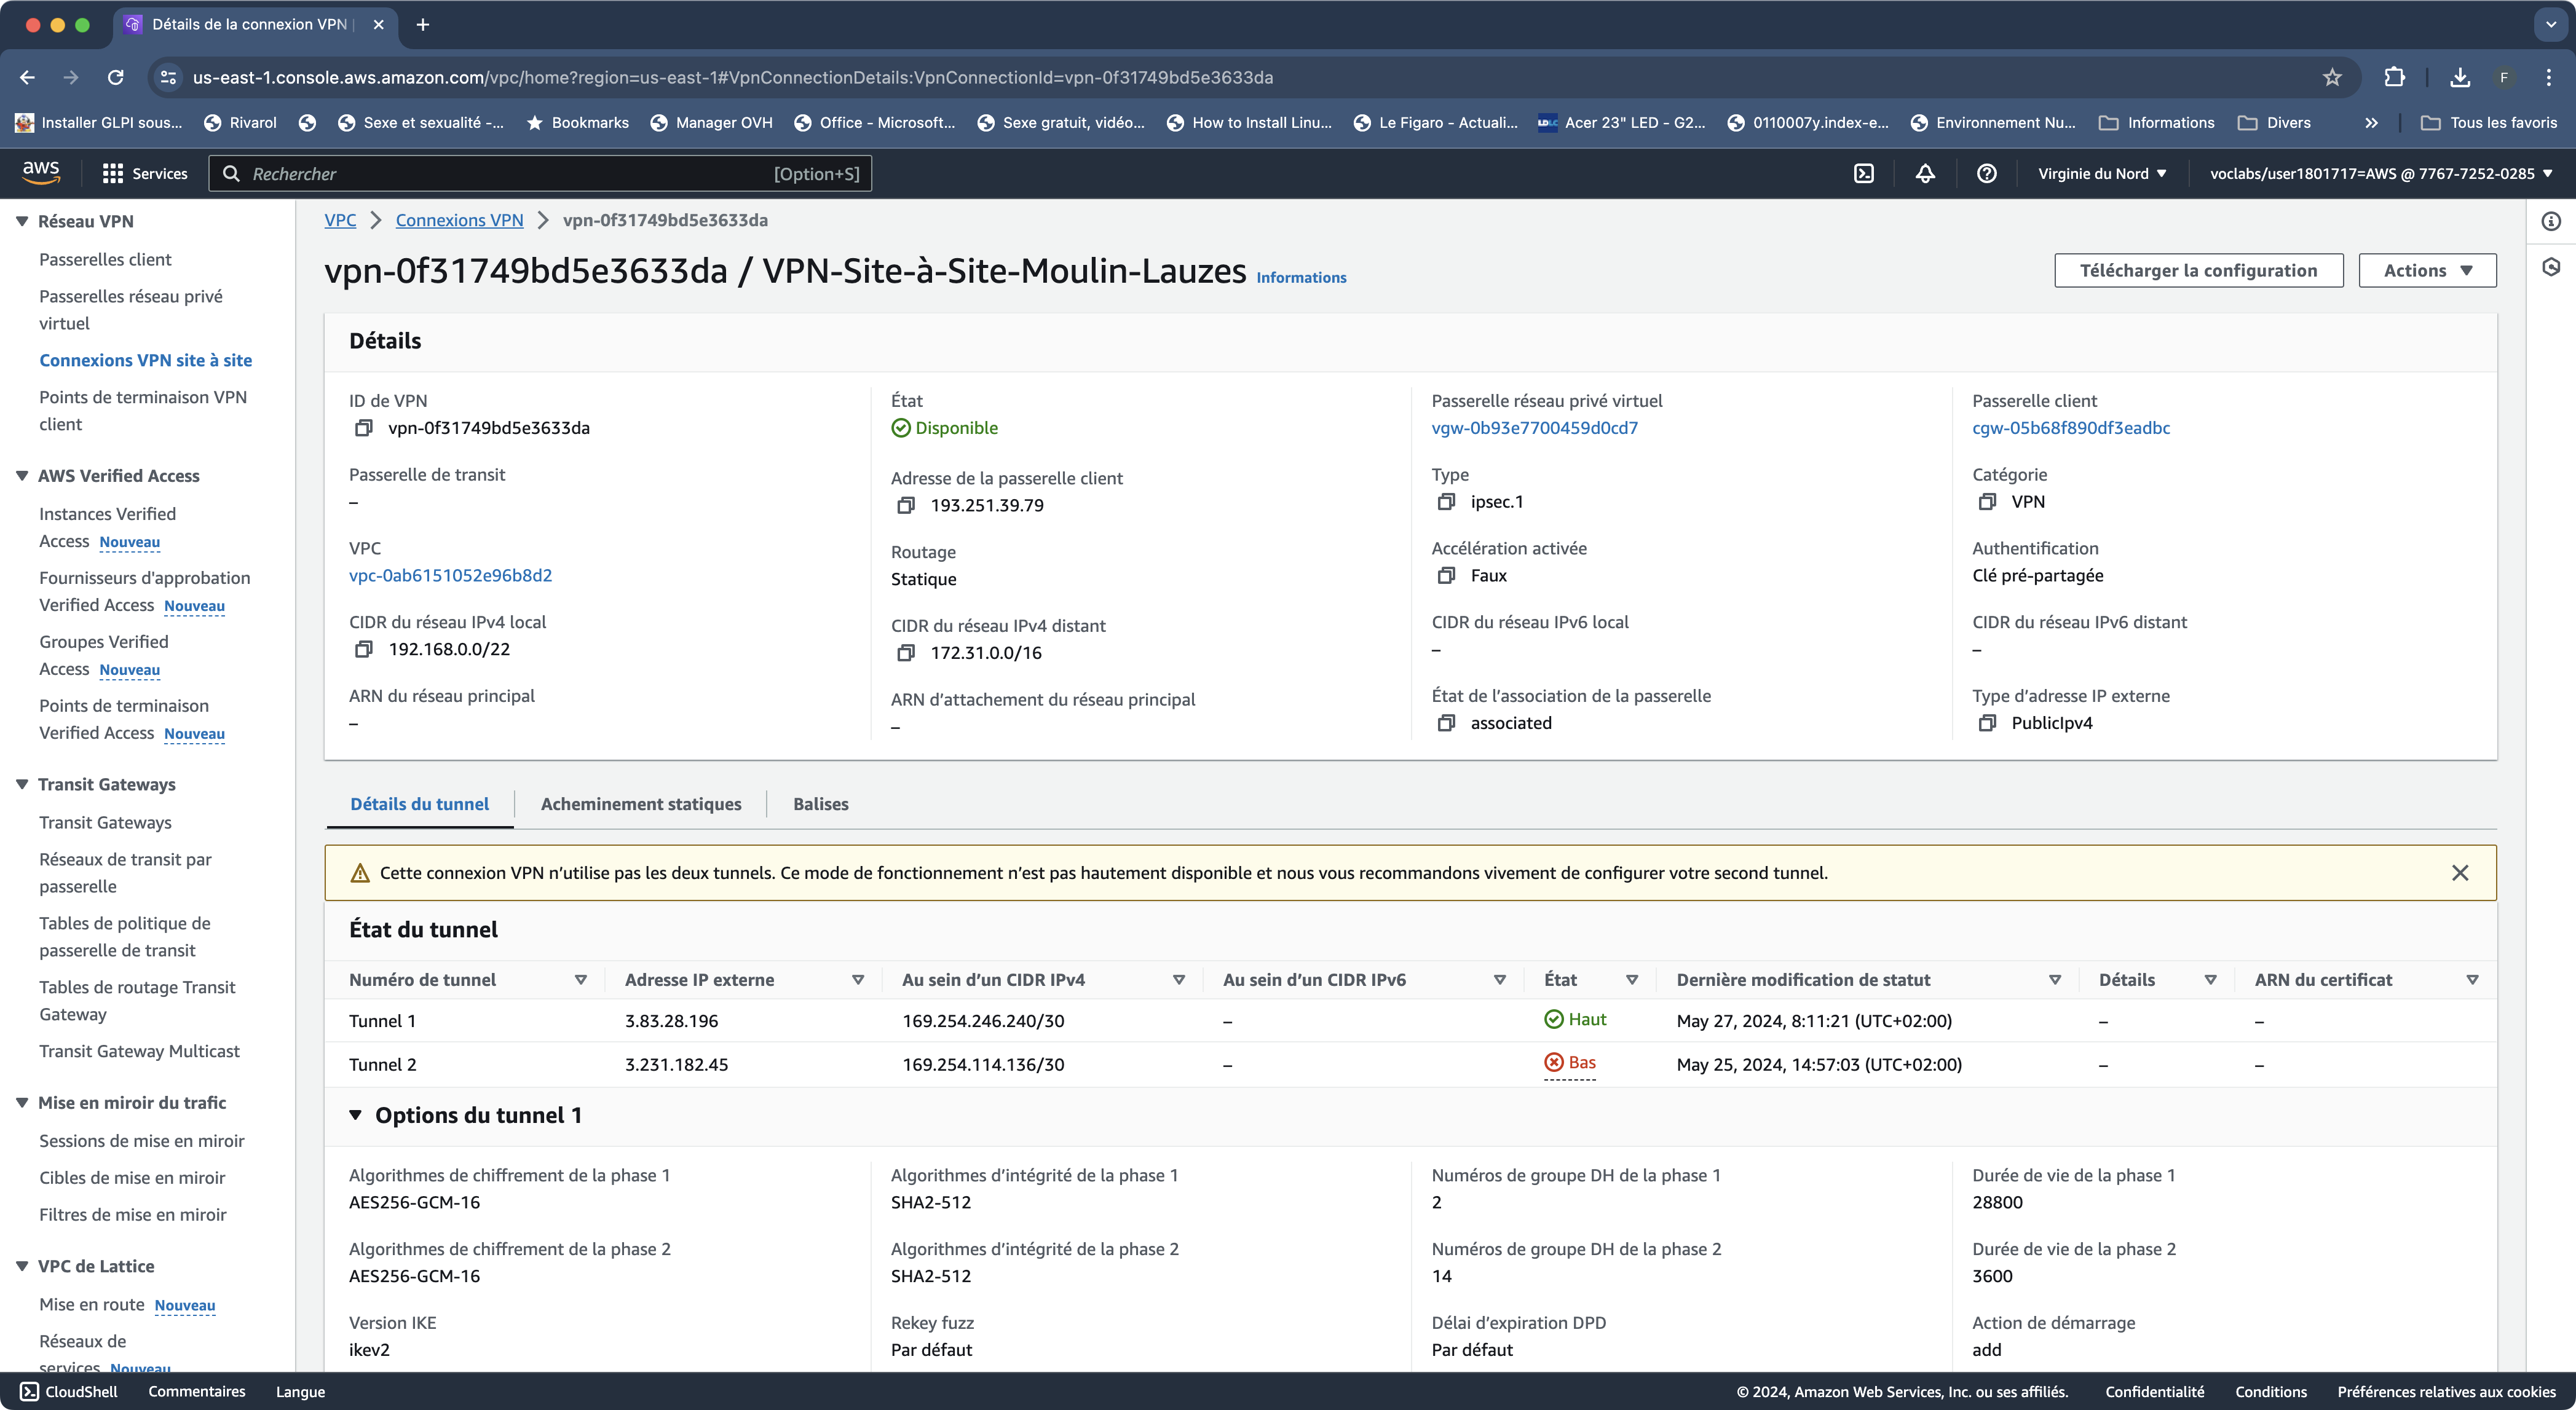 Détails de la connexion VPN |
us-east-1.console.aws.amazon.com/vpc/home?region=us-east-1#VpnConnectionDetails:VpnConnectionId=vpn-0f31749bd5e3633da
F
Installer GLPI sous...
Rivarol
Sexe et sexualité -...
Bookmarks
Manager OVH
Office - Microsoft...
Sexe gratuit, vidéo...
How to Install Linu...
Le Figaro - Actuali...
LDLC
Acer 23" LED - G2...
0110007y.index-e...
Environnement Nu...
Informations
Divers
Tous les favoris
aws
Services
Rechercher
[Option+S]
Virginie du Nord
voclabs/user1801717=AWS @ 7767-7252-0285
Réseau VPN
Passerelles client
Passerelles réseau privé
virtuel
Connexions VPN site à site
Points de terminaison VPN
client
AWS Verified Access
Instances Verified
Access Nouveau
Fournisseurs d'approbation
Verified Access Nouveau
Groupes Verified
Access Nouveau
Points de terminaison
Verified Access Nouveau
Transit Gateways
Transit Gateways
Réseaux de transit par
passerelle
Tables de politique de
passerelle de transit
Tables de routage Transit
Gateway
Transit Gateway Multicast
Mise en miroir du trafic
Sessions de mise en miroir
Cibles de mise en miroir
Filtres de mise en miroir
VPC de Lattice
Mise en route Nouveau
Réseaux de
services Nouveau
VPC
Connexions VPN
vpn-0f31749bd5e3633da
vpn-0f31749bd5e3633da / VPN-Site-à-Site-Moulin-Lauzes Informations
Télécharger la configuration
Actions
Détails
ID de VPN
vpn-0f31749bd5e3633da
État
Disponible
Passerelle réseau privé virtuel
vgw-0b93e7700459d0cd7
Passerelle client
cgw-05b68f890df3eadbc
Passerelle de transit
–
Adresse de la passerelle client
193.251.39.79
Type
ipsec.1
Catégorie
VPN
VPC
vpc-0ab6151052e96b8d2
Routage
Statique
Accélération activée
Faux
Authentification
Clé pré-partagée
CIDR du réseau IPv4 local
192.168.0.0/22
CIDR du réseau IPv4 distant
172.31.0.0/16
CIDR du réseau IPv6 local
–
CIDR du réseau IPv6 distant
–
ARN du réseau principal
–
ARN d’attachement du réseau principal
–
État de l’association de la passerelle
associated
Type d’adresse IP externe
PublicIpv4
Détails du tunnel
Acheminement statiques
Balises
Cette connexion VPN n’utilise pas les deux tunnels. Ce mode de fonctionnement n’est pas hautement disponible et nous vous recommandons vivement de configurer votre second tunnel.
État du tunnel
Numéro de tunnel Adresse IP externe Au sein d’un CIDR IPv4 Au sein d’un CIDR IPv6 État Dernière modification de statut Détails ARN du certificat
Tunnel 1 3.83.28.196 169.254.246.240/30 – Haut May 27, 2024, 8:11:21 (UTC+02:00) – –
Tunnel 2 3.231.182.45 169.254.114.136/30 – Bas May 25, 2024, 14:57:03 (UTC+02:00) – –
Options du tunnel 1
Algorithmes de chiffrement de la phase 1
AES256-GCM-16
Algorithmes d’intégrité de la phase 1
SHA2-512
Numéros de groupe DH de la phase 1
2
Durée de vie de la phase 1
28800
Algorithmes de chiffrement de la phase 2
AES256-GCM-16
Algorithmes d’intégrité de la phase 2
SHA2-512
Numéros de groupe DH de la phase 2
14
Durée de vie de la phase 2
3600
Version IKE
ikev2
Rekey fuzz
Par défaut
Délai d’expiration DPD
Par défaut
Action de démarrage
add
CloudShell
Commentaires
Langue
© 2024, Amazon Web Services, Inc. ou ses affiliés.
Confidentialité
Conditions
Préférences relatives aux cookies